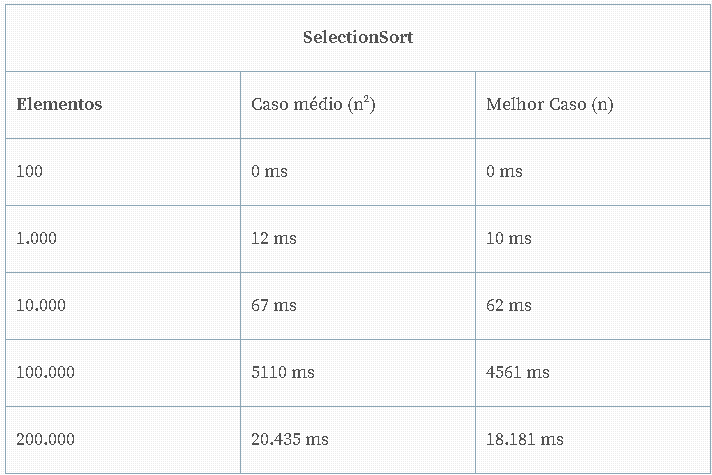 SelectionSort
Elementos Caso médio (n²) Melhor Caso (n)
100 0 ms 0 ms
1.000 12 ms 10 ms
10.000 67 ms 62 ms
100.000 5110 ms 4561 ms
200.000 20.435 ms 18.181 ms